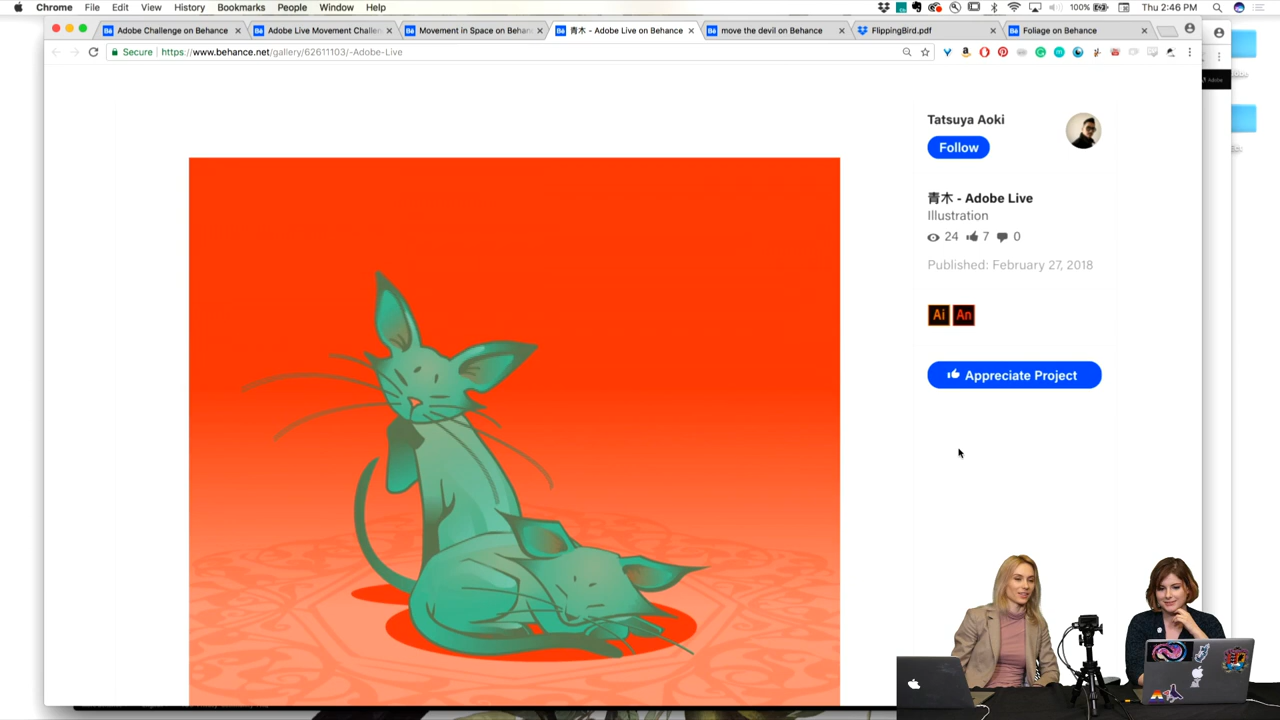 Chrome File Edit View History Bookmarks People Window Help 100% Thu 2:46 PM
Adobe Challenge on Behance
Adobe Live Movement Challen
Movement in Space on Behan
青木 - Adobe Live on Behance
move the devil on Behance
FlippingBird.pdf
Foliage on Behance
Secure https://www.behance.net/gallery/62611103/-Adobe-Live
Adobe
Tatsuya Aoki
Follow
青木 - Adobe Live
Illustration
24 7 0
Published: February 27, 2018
Ai An
Appreciate Project